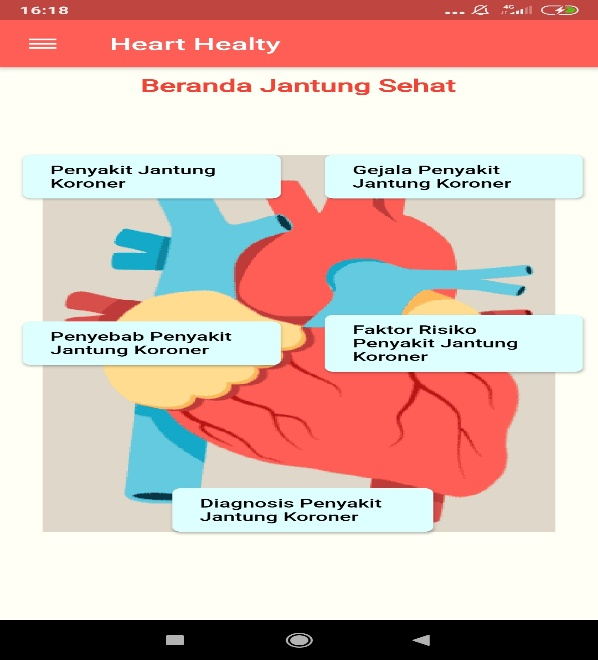 16:18
4G
Heart Healty
Beranda Jantung Sehat
Penyakit Jantung
Koroner
Gejala Penyakit
Jantung Koroner
Penyebab Penyakit
Jantung Koroner
Faktor Risiko
Penyakit Jantung
Koroner
Diagnosis Penyakit
Jantung Koroner